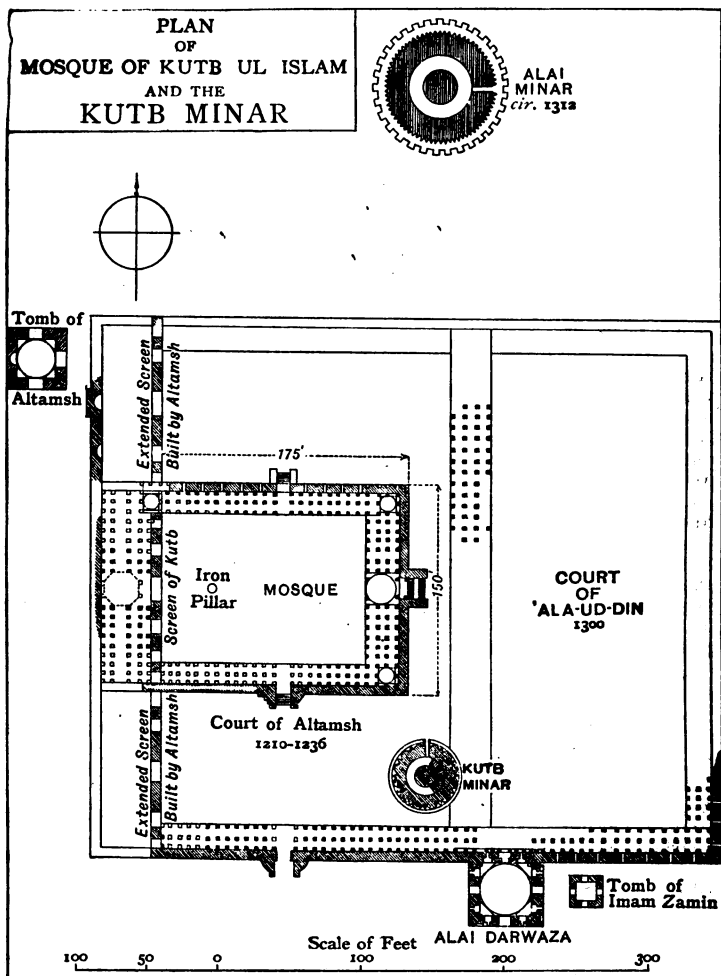 PLAN
OF
MOSQUE OF KUTB UL ISLAM
AND THE
KUTB MINAR
ALAI
MINAR
cir. 1312
Tomb of
Altamsh
Extended Screen
Built by Altamsh
175'
Screen of Kutb
Iron
Pillar
MOSQUE
150'
COURT
OF
'ALA-UD-DIN
1300
Extended Screen
Built by Altamsh
Court of Altamsh
1210-1236
KUTB
MINAR
Tomb of
Imam Zamin
ALAI DARWAZA
Scale of Feet
100 50 0 100 200 300